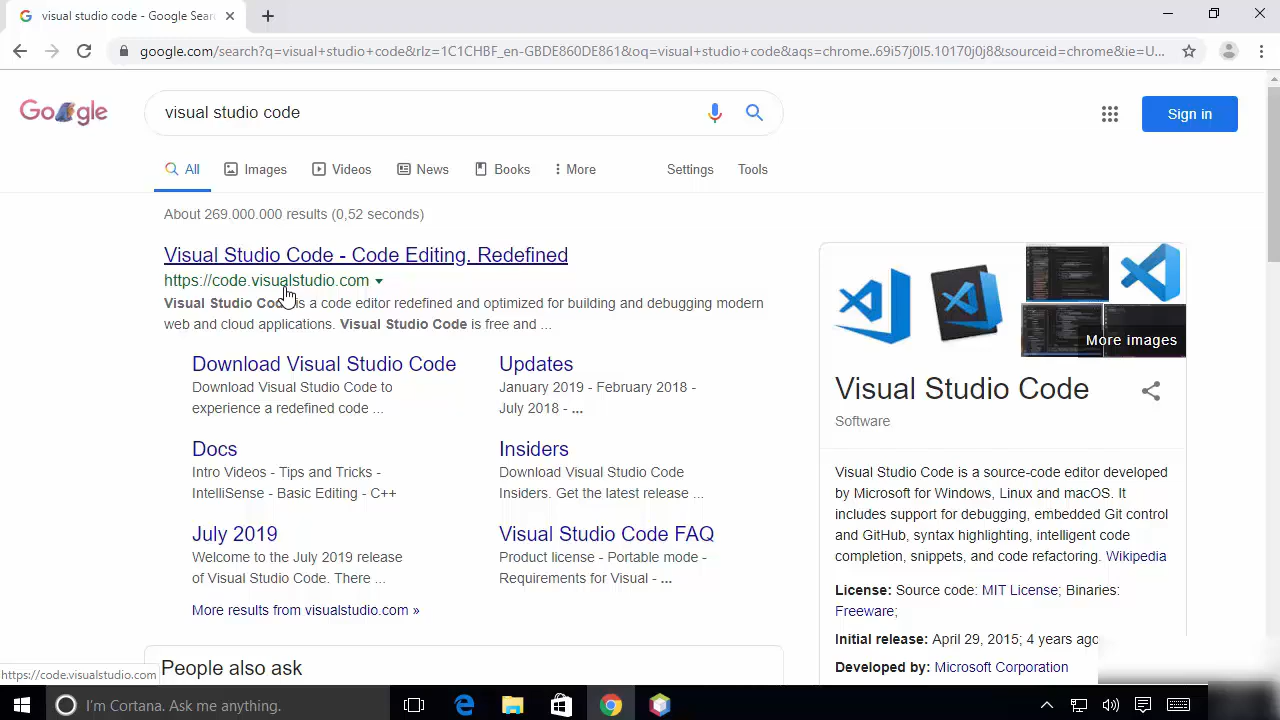 visual studio code - Google Sear
google.com/search?q=visual+studio+code&rlz=1C1CHBF_en-GBDE860DE861&oq=visual+studio+code&aqs=chrome..69i57j0l5.10170j0j8&sourceid=chrome&ie=U...
Google
visual studio code
Sign in
All Images Videos News Books More Settings Tools
About 269.000.000 results (0,52 seconds)
Visual Studio Code - Code Editing. Redefined
https://code.visualstudio.com
Visual Studio Code is a code editor redefined and optimized for building and debugging modern
web and cloud applications. Visual Studio Code is free and ...
Download Visual Studio Code
Download Visual Studio Code to
experience a redefined code ...
Updates
January 2019 - February 2018 -
July 2018 - ...
Docs
Intro Videos - Tips and Tricks -
IntelliSense - Basic Editing - C++
Insiders
Download Visual Studio Code
Insiders. Get the latest release ...
July 2019
Welcome to the July 2019 release
of Visual Studio Code. There ...
Visual Studio Code FAQ
Product license - Portable mode -
Requirements for Visual - ...
More results from visualstudio.com »
People also ask
More images
Visual Studio Code
Software
Visual Studio Code is a source-code editor developed
by Microsoft for Windows, Linux and macOS. It
includes support for debugging, embedded Git control
and GitHub, syntax highlighting, intelligent code
completion, snippets, and code refactoring. Wikipedia
License: Source code: MIT License; Binaries:
Freeware;
Initial release: April 29, 2015; 4 years ago
Developed by: Microsoft Corporation
https://code.visualstudio.com
I'm Cortana. Ask me anything.